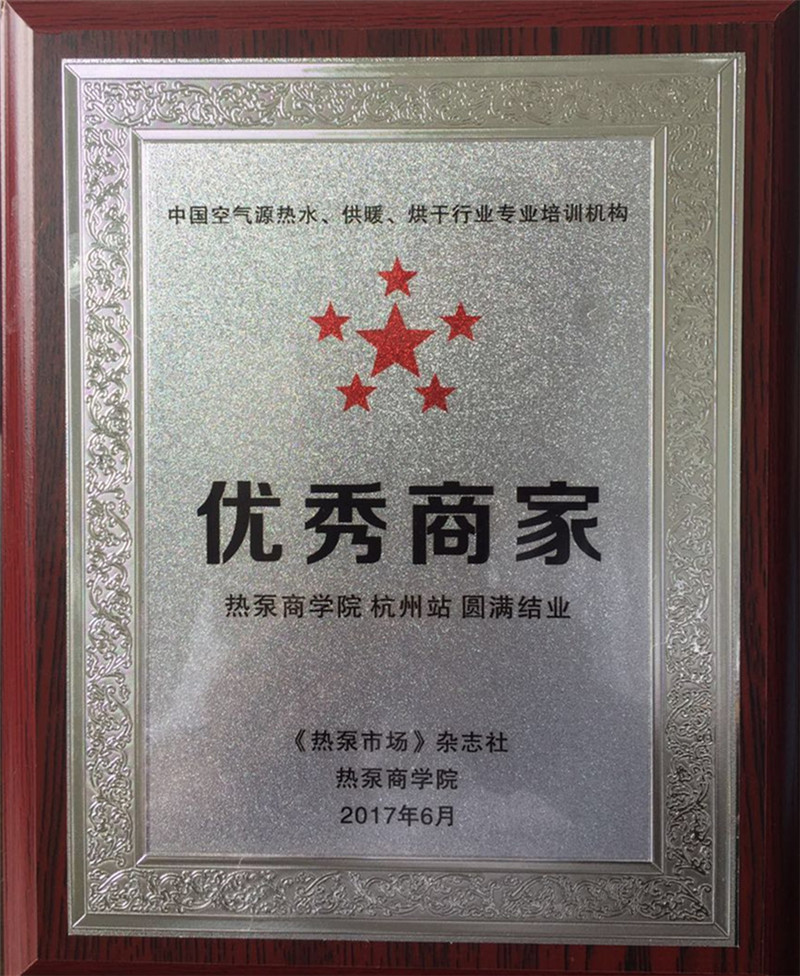 中国空气源热水、供暖、烘干行业专业培训机构
优秀商家
热泵商学院 杭州站 圆满结业
《热泵市场》杂志社
热泵商学院
2017年6月